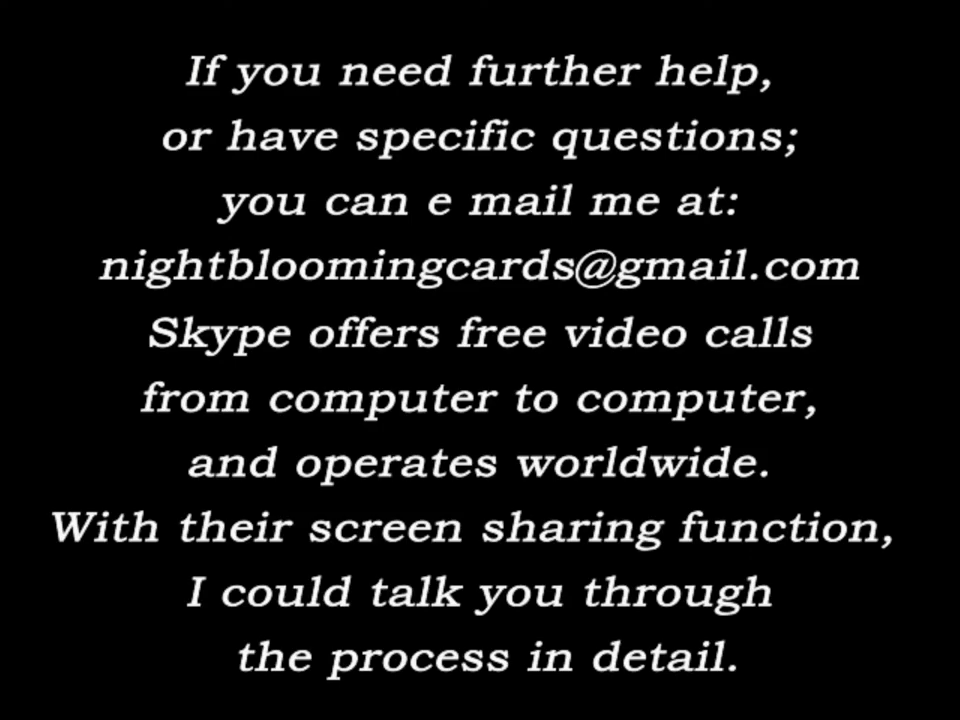 If you need further help,
or have specific questions;
you can e mail me at:
nightbloomingcards@gmail.com
Skype offers free video calls
from computer to computer,
and operates worldwide.
With their screen sharing function,
I could talk you through
the process in detail.